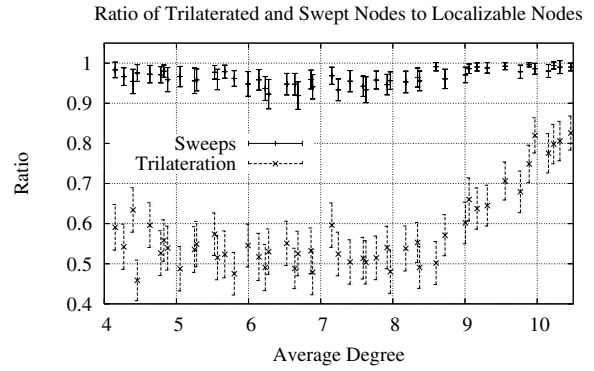 Ratio of Trilaterated and Swept Nodes to Localizable Nodes
1
0.9
0.8
0.7
0.6
0.5
0.4
Ratio
Sweeps
Trilateration
4 5 6 7 8 9 10
Average Degree